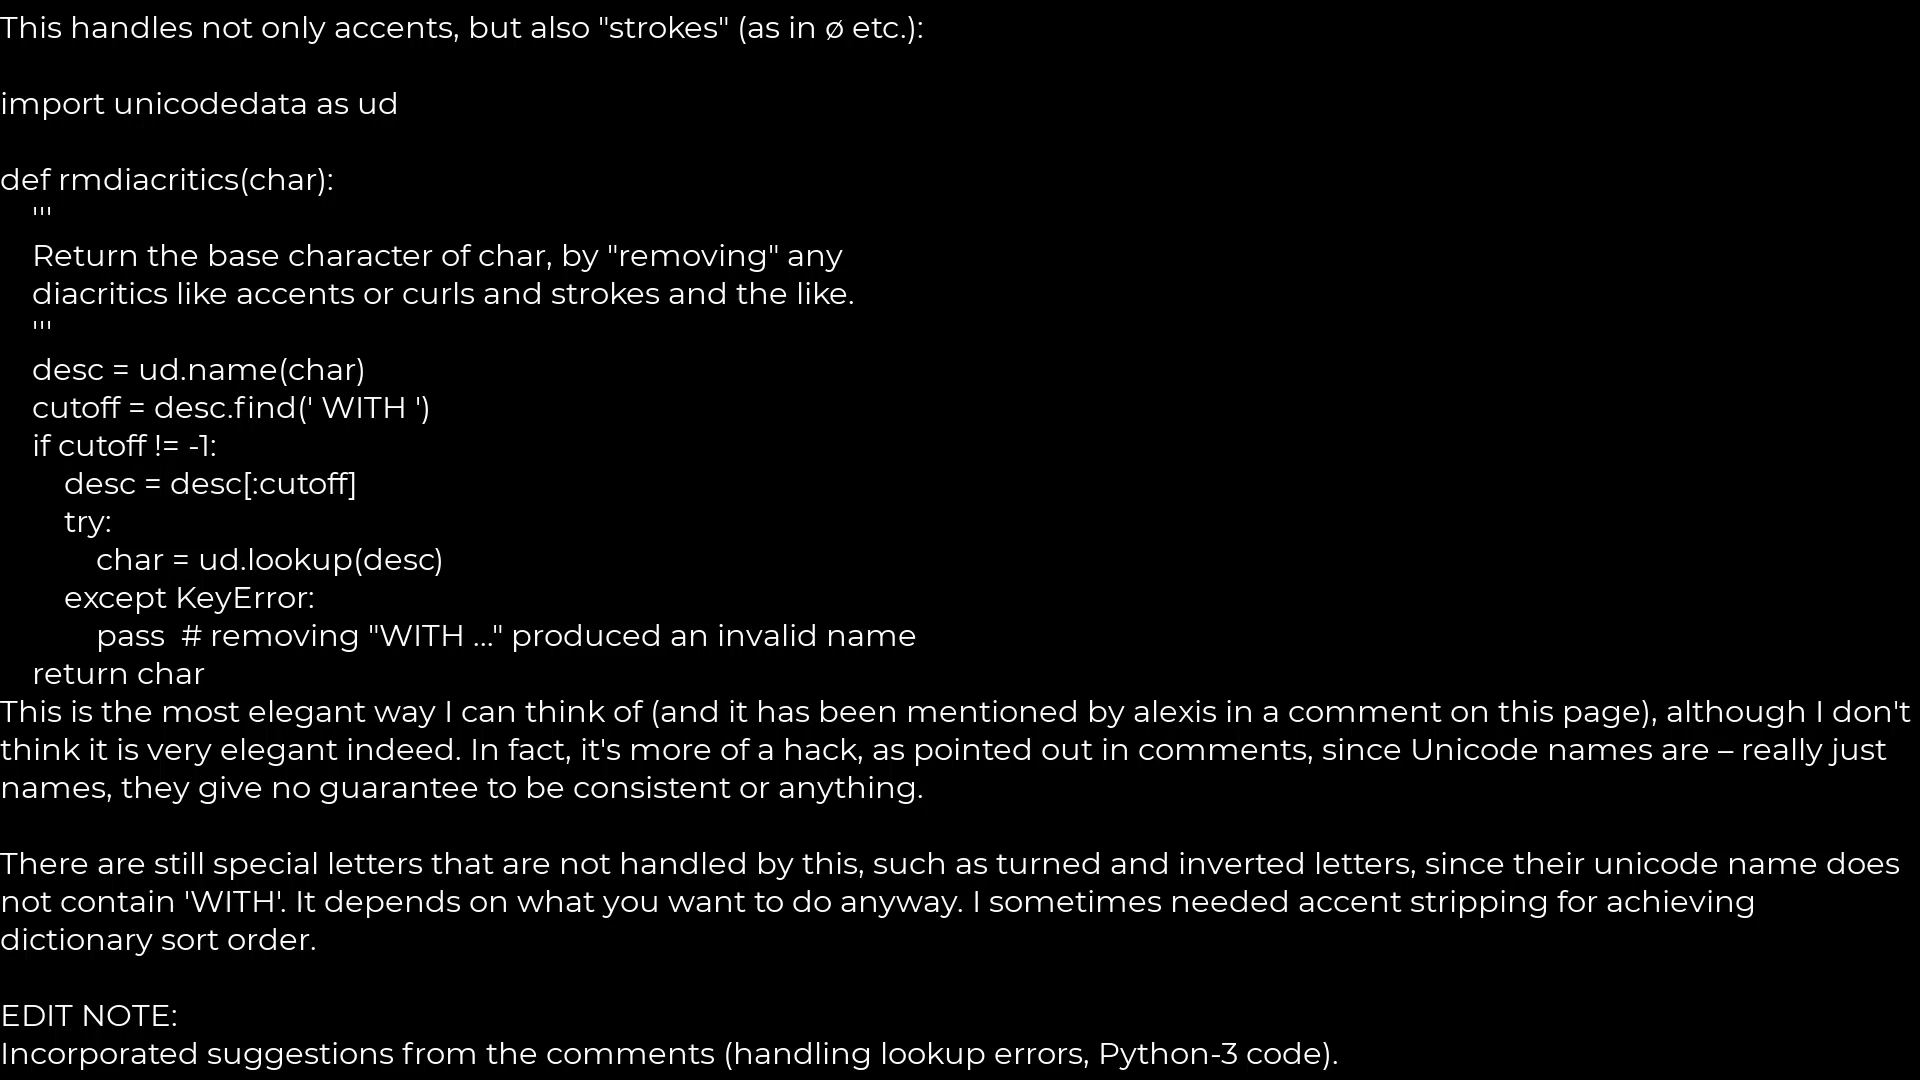 This handles not only accents, but also "strokes" (as in ø etc.):
import unicodedata as ud
def rmdiacritics(char):
'''
Return the base character of char, by "removing" any
diacritics like accents or curls and strokes and the like.
'''
desc = ud.name(char)
cutoff = desc.find(' WITH ')
if cutoff != -1:
desc = desc[:cutoff]
try:
char = ud.lookup(desc)
except KeyError:
pass  # removing "WITH ..." produced an invalid name
return char
This is the most elegant way I can think of (and it has been mentioned by alexis in a comment on this page), although I don't
think it is very elegant indeed. In fact, it's more of a hack, as pointed out in comments, since Unicode names are – really just
names, they give no guarantee to be consistent or anything.
There are still special letters that are not handled by this, such as turned and inverted letters, since their unicode name does
not contain 'WITH'. It depends on what you want to do anyway. I sometimes needed accent stripping for achieving
dictionary sort order.
EDIT NOTE:
Incorporated suggestions from the comments (handling lookup errors, Python-3 code).